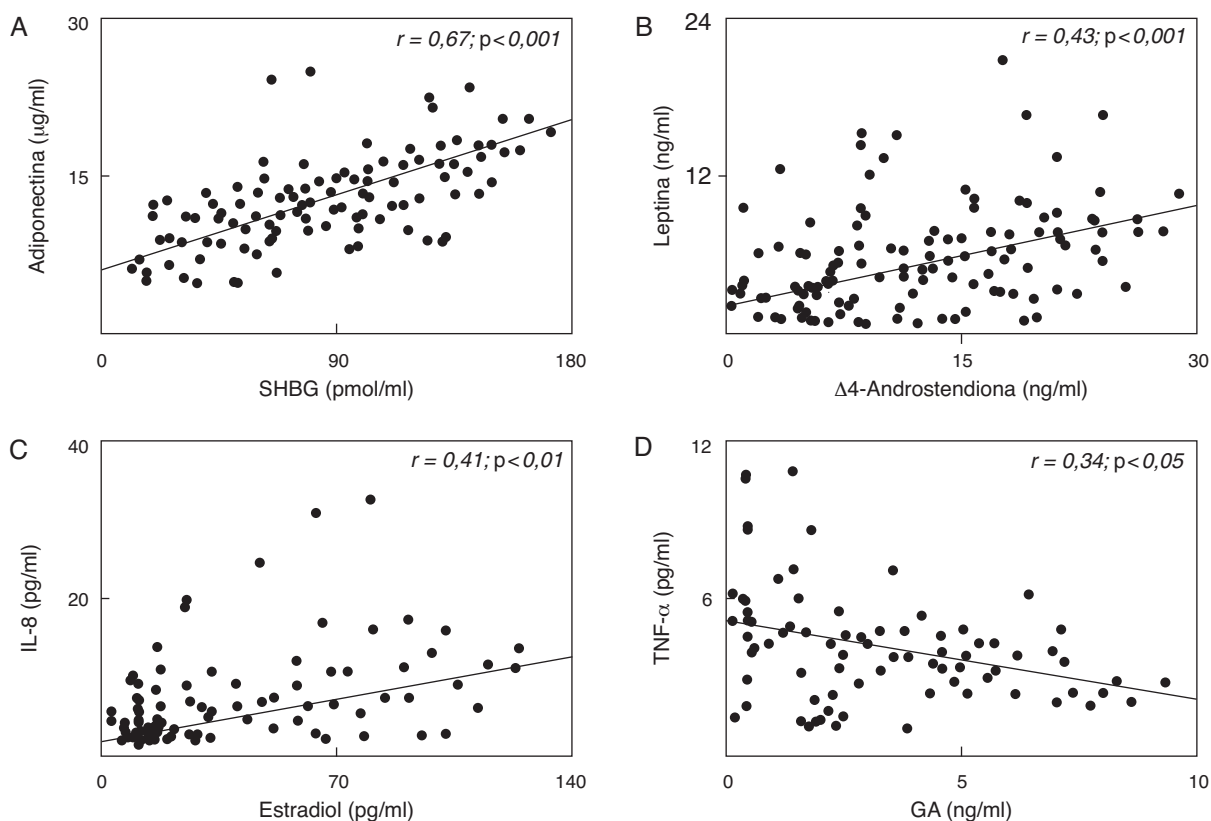 A
30
r = 0,67; p<0,001
15
Adiponectina (µg/ml)
0
90
180
SHBG (pmol/ml)
B
24
r = 0,43; p<0,001
12
Leptina (ng/ml)
0
15
30
Δ4-Androstendiona (ng/ml)
C
40
r = 0,41; p<0,01
20
IL-8 (pg/ml)
0
70
140
Estradiol (pg/ml)
D
12
r = 0,34; p<0,05
6
TNF-α (pg/ml)
0
5
10
GA (ng/ml)